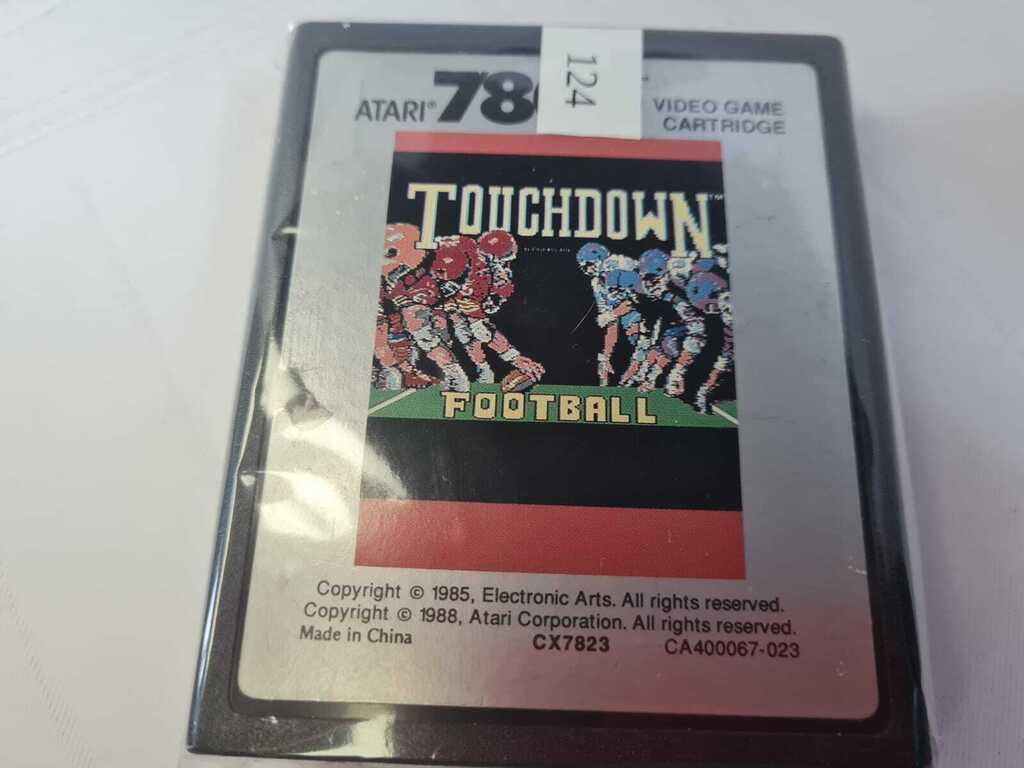 124
ATARI® 78
VIDEO GAME
CARTRIDGE
TOUCHDOWN™
FOOTBALL
Copyright © 1985, Electronic Arts. All rights reserved.
Copyright © 1988, Atari Corporation. All rights reserved.
Made in China CX7823 CA400067-023